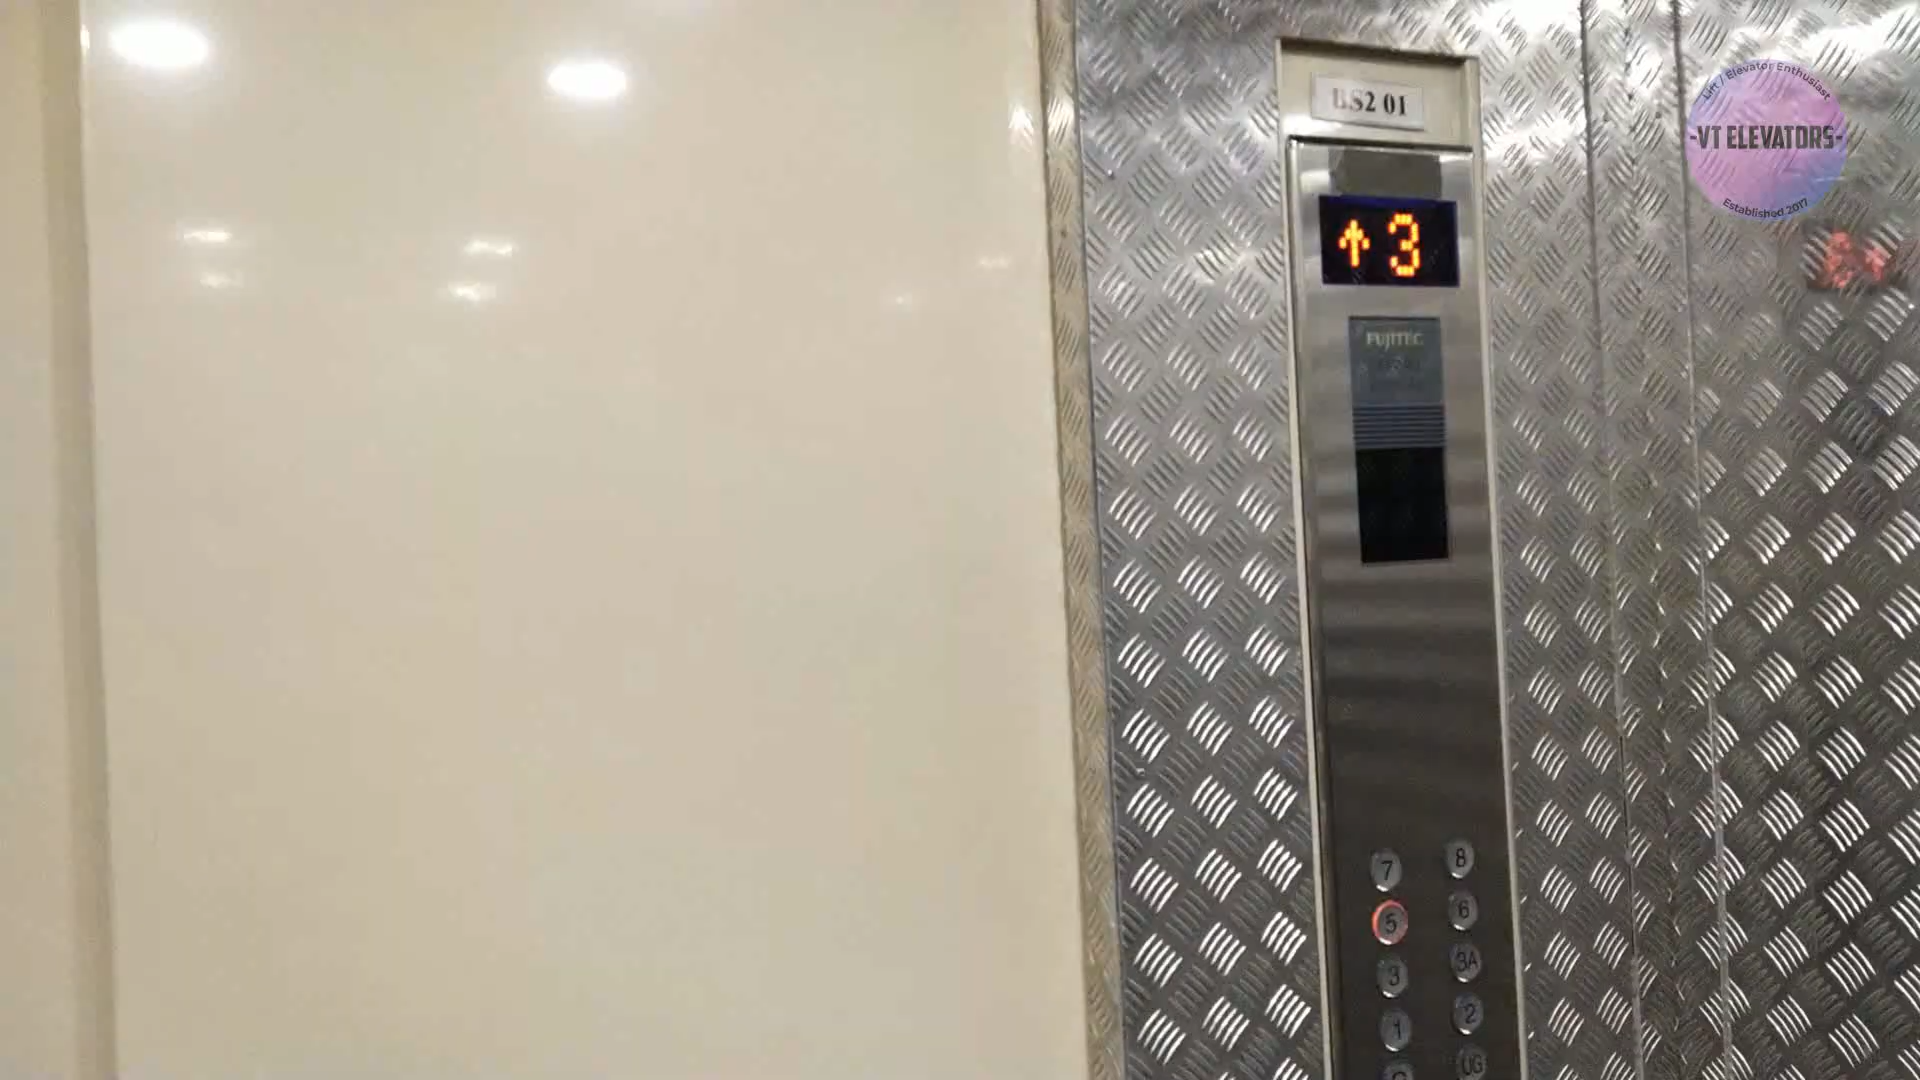 BS2 01
Lift / Elevator Enthusiast
-VT ELEVATORS-
Established 2017
↑3
FUJITEC
7 8
5 6
3 3A
1 2
G UG